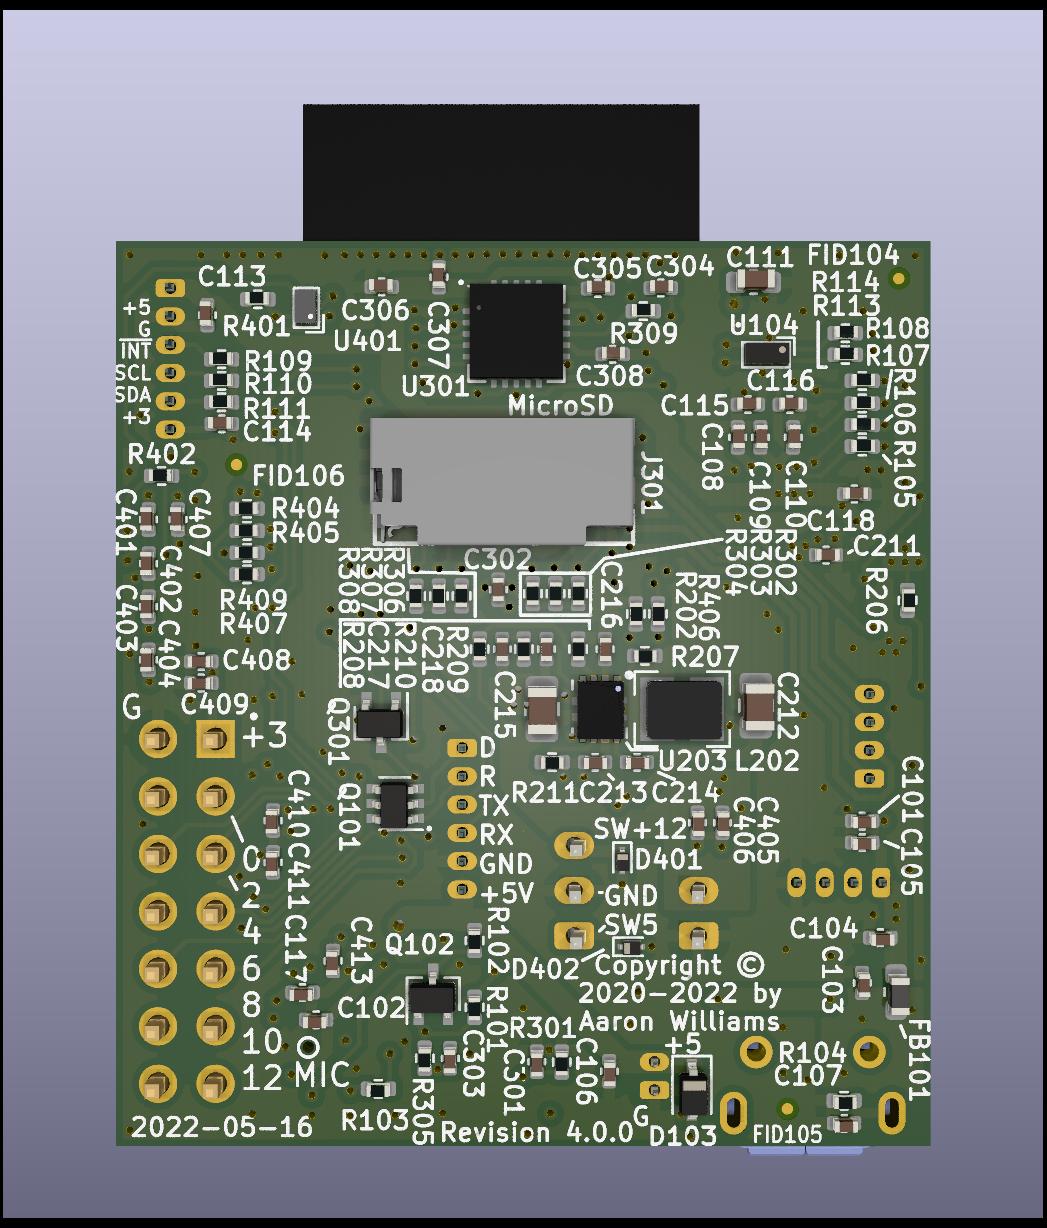 C113
+5
G
INT
SCL
SDA
+3
R401
U401
C306
C307
U301
C305
C304
R309
C308
C111
FID104
R114
R113
U104
R108
R107
C116
R109
R110
R111
C114
MicroSD
C115
C108
C109
C110
R106
R105
R402
FID106
R404
R405
C401
C407
C402
C403
C404
R409
R407
C408
C409
J301
C302
R308
R307
R306
R304
R303
R302
C118
C211
C216
R202
R406
R206
R207
R208
C217
R210
C218
R209
G
+3
Q301
C215
C212
U203
L202
D
R
TX
RX
GND
+5V
Q101
R211
C213
C214
C410
C411
C117
0
2
4
6
8
10
12
SW+12
D401
C406
C405
GND
SW5
D402
C101
C105
C104
C103
FB101
C413
Q102
R102
C102
R101
MIC
Copyright ©
2020-2022 by
Aaron Williams
R301
+5
R104
C107
C303
C301
C106
R103
R305
2022-05-16
Revision 4.0.0
G
D103
FID105